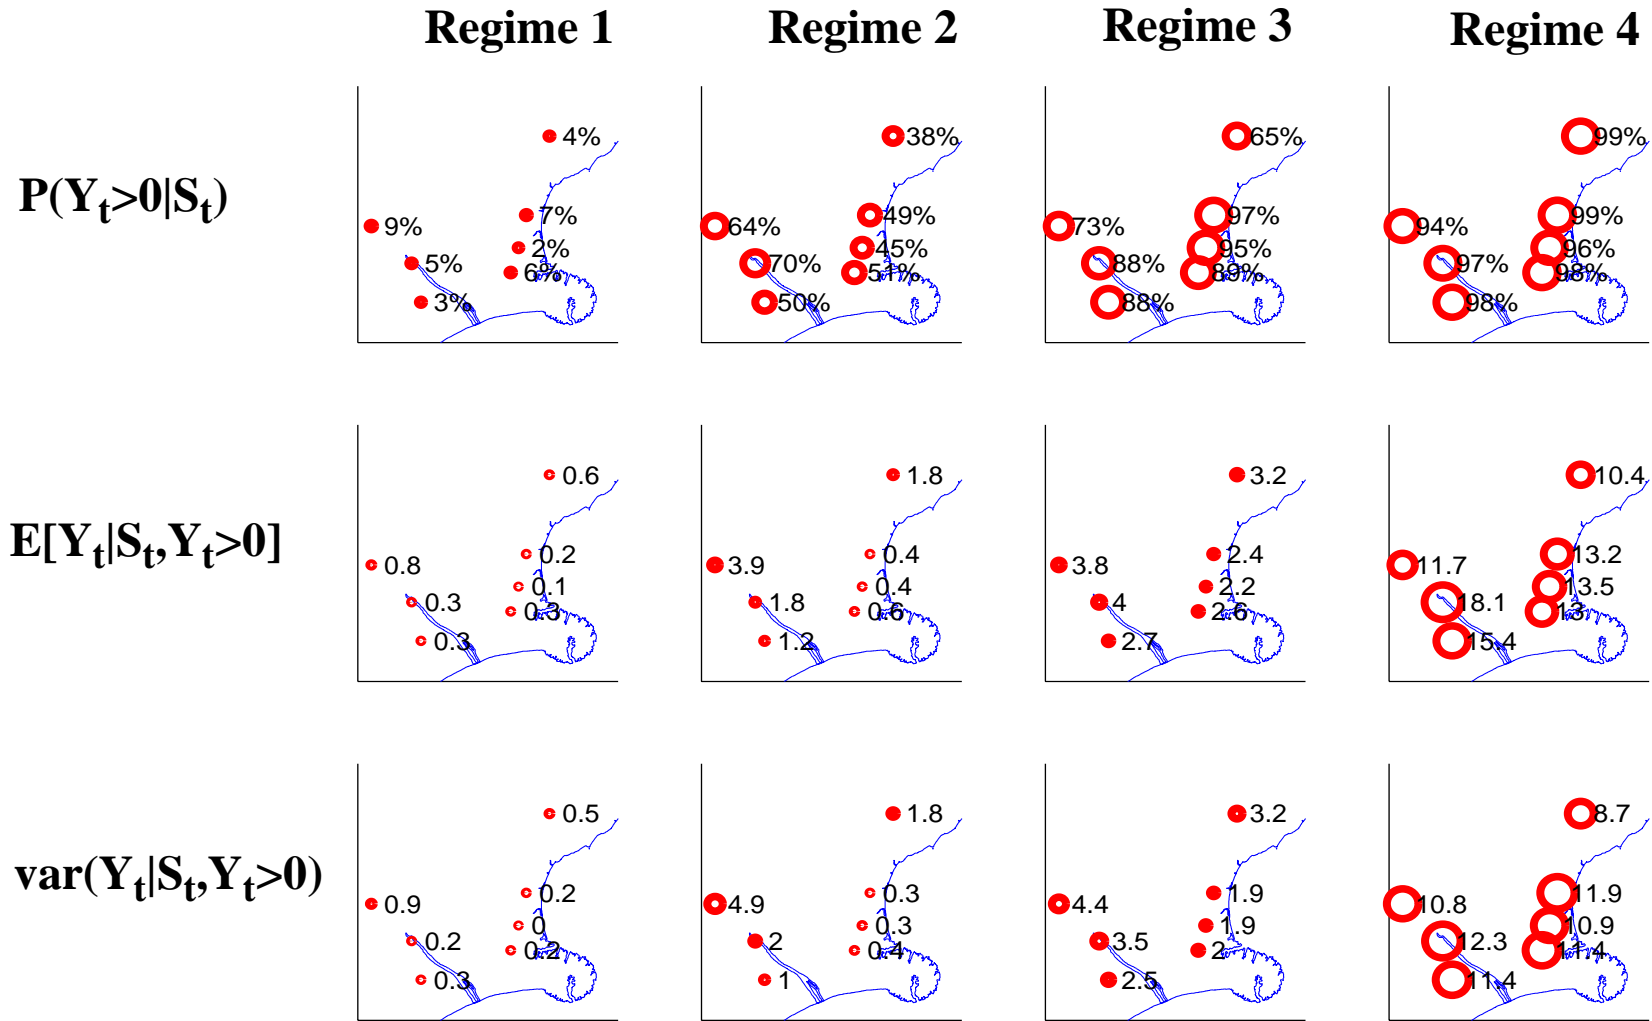 Regime 1 Regime 2 Regime 3 Regime 4
P(Yt>0|St)
4% 38% 65% 99%
7% 49% 97% 99%
9% 64% 73% 94%
2% 45% 95% 96%
5% 70% 88% 97%
6% 51% 89% 98%
3% 50% 88% 98%
E[Yt|St,Yt>0]
0.6 1.8 3.2 10.4
0.2 0.4 2.4 13.2
0.8 3.9 3.8 11.7
0.1 0.4 2.2 13.5
0.3 1.8 4 18.1
0.3 0.6 2.6 13
0.3 1.2 2.7 15.4
var(Yt|St,Yt>0)
0.5 1.8 3.2 8.7
0.2 0.3 1.9 11.9
0.9 4.9 4.4 10.8
0 0.3 1.9 10.9
0.2 2 3.5 12.3
0.2 0.4 2 11.4
0.3 1 2.5 11.4